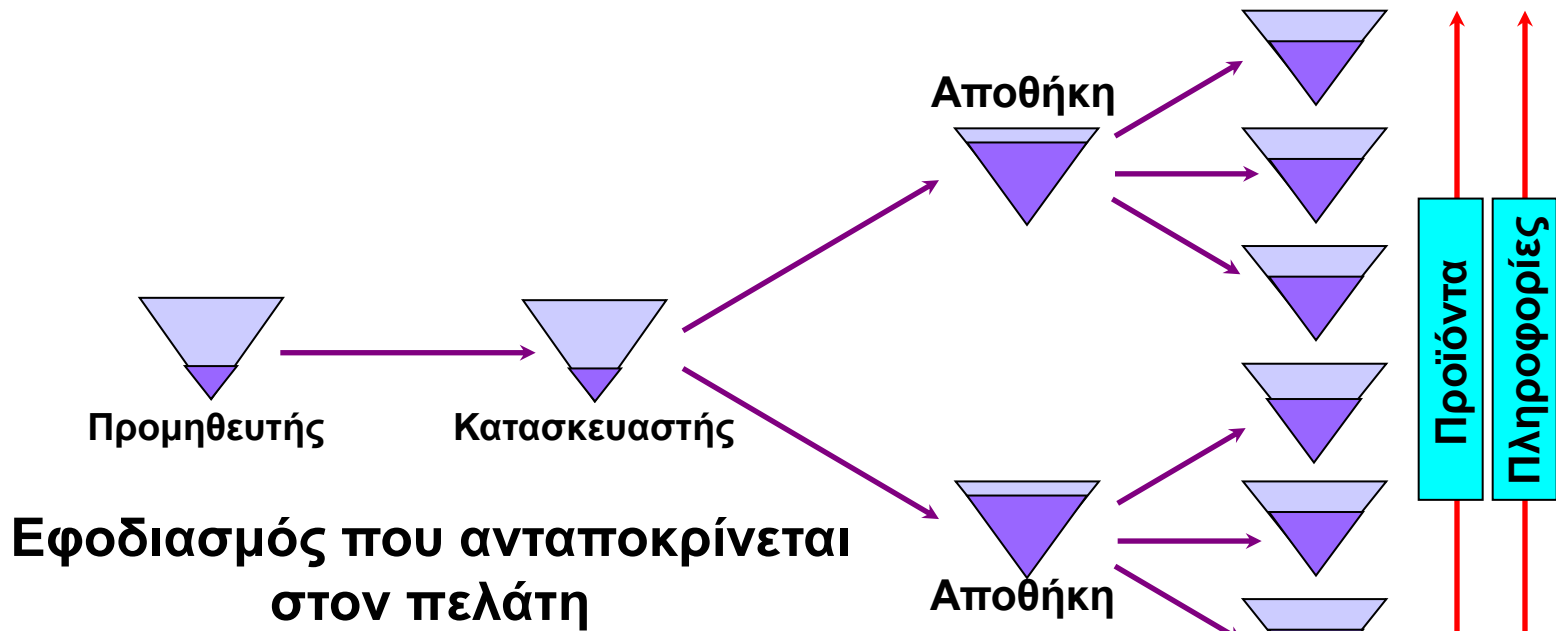 Αποθήκη
Προϊόντα
Πληροφορίες
Προμηθευτής
Κατασκευαστής
Εφοδιασμός που ανταποκρίνεται
στον πελάτη
Αποθήκη